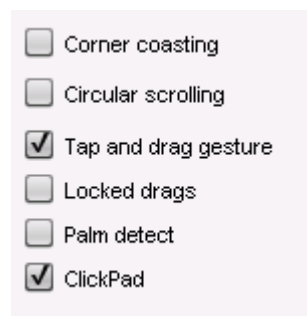 Corner coasting
Circular scrolling
Tap and drag gesture
Locked drags
Palm detect
ClickPad